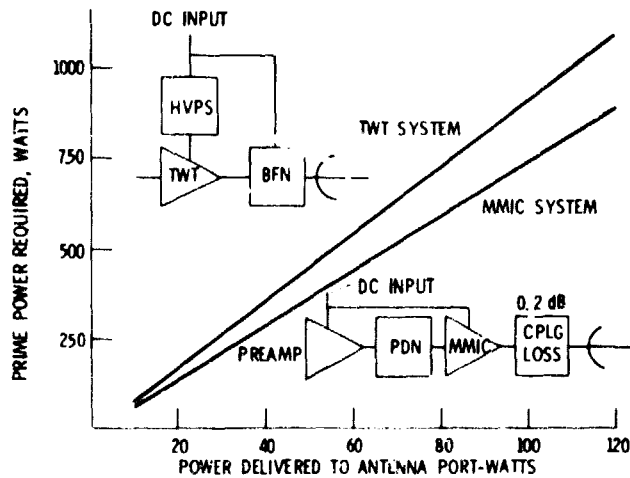 DC INPUT
1000
HVPS
TWT SYSTEM
750
TWT
BFN
MMIC SYSTEM
500
DC INPUT
0.2 dB
250
PREAMP
PDN
MMIC
CPLG
LOSS
20
40
60
80
100
120
POWER DELIVERED TO ANTENNA PORT-WATTS
PRIME POWER REQUIRED, WATTS